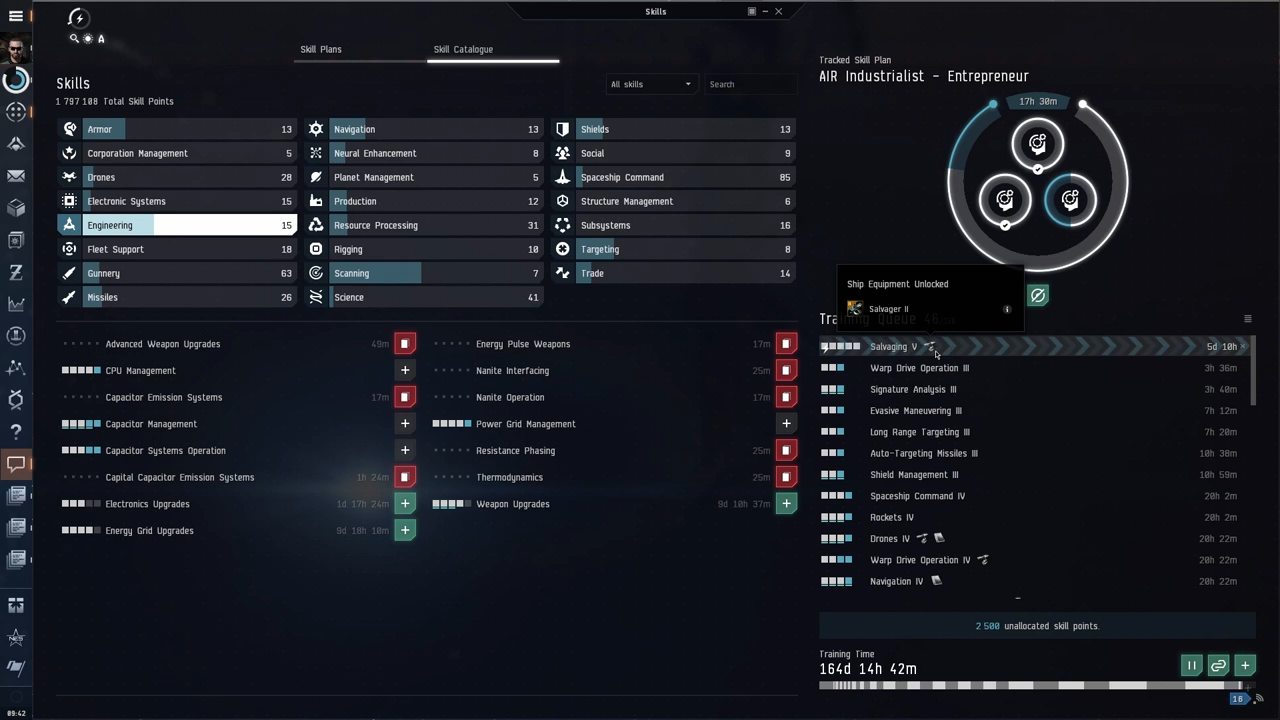 Skills
A
Skill Plans
Skill Catalogue
Skills
1 797 108 Total Skill Points
All skills
Search
Armor 13
Navigation 13
Shields 13
Corporation Management 5
Neural Enhancement 8
Social 9
Drones 28
Planet Management 5
Spaceship Command 85
Electronic Systems 15
Production 12
Structure Management 6
Engineering 15
Resource Processing 31
Subsystems 16
Fleet Support 18
Rigging 10
Targeting 8
Gunnery 63
Scanning 7
Trade 14
Missiles 26
Science 41
Advanced Weapon Upgrades 49m
Energy Pulse Weapons 17m
CPU Management
Nanite Interfacing 25m
Capacitor Emission Systems 17m
Nanite Operation 17m
Capacitor Management
Power Grid Management
Capacitor Systems Operation
Resistance Phasing 25m
Capital Capacitor Emission Systems 1h 24m
Thermodynamics 25m
Electronics Upgrades 1d 17h 24m
Weapon Upgrades 9d 10h 37m
Energy Grid Upgrades 9d 18h 10m
Tracked Skill Plan
AIR Industrialist - Entrepreneur
17h 30m
Ship Equipment Unlocked
Salvager II
Salvaging V 5d 10h
Warp Drive Operation III 3h 36m
Signature Analysis III 3h 40m
Evasive Maneuvering III 7h 12m
Long Range Targeting III 7h 20m
Auto-Targeting Missiles III 10h 38m
Shield Management III 10h 59m
Spaceship Command IV 20h 2m
Rockets IV 20h 2m
Drones IV 20h 22m
Warp Drive Operation IV 20h 22m
Navigation IV 20h 22m
2 500 unallocated skill points.
Training Time
164d 14h 42m
NES
09:42